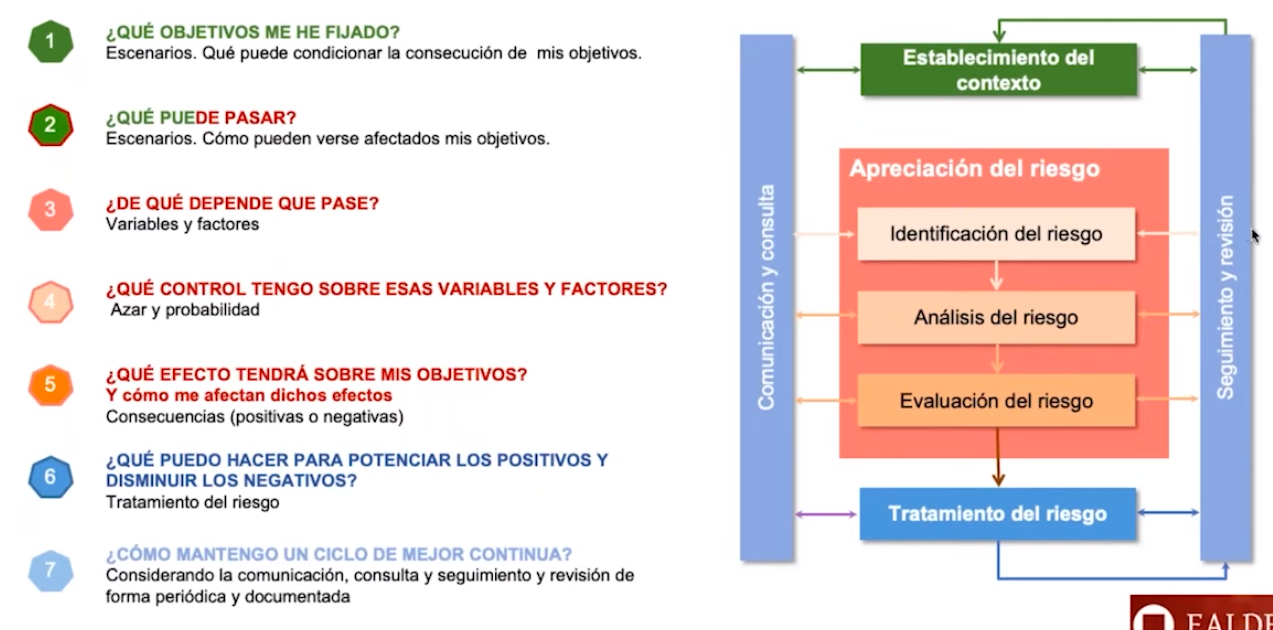 1
¿QUÉ OBJETIVOS ME HE FIJADO?
Escenarios. Qué puede condicionar la consecución de mis objetivos.
2
¿QUÉ PUEDE PASAR?
Escenarios. Cómo pueden verse afectados mis objetivos.
3
¿DE QUÉ DEPENDE QUE PASE?
Variables y factores
4
¿QUÉ CONTROL TENGO SOBRE ESAS VARIABLES Y FACTORES?
Azar y probabilidad
5
¿QUÉ EFECTO TENDRÁ SOBRE MIS OBJETIVOS?
Y cómo me afectan dichos efectos
Consecuencias (positivas o negativas)
6
¿QUÉ PUEDO HACER PARA POTENCIAR LOS POSITIVOS Y
DISMINUIR LOS NEGATIVOS?
Tratamiento del riesgo
7
¿CÓMO MANTENGO UN CICLO DE MEJOR CONTINUA?
Considerando la comunicación, consulta y seguimiento y revisión de
forma periódica y documentada
Comunicación y consulta
Establecimiento del
contexto
Apreciación del riesgo
Identificación del riesgo
Análisis del riesgo
Evaluación del riesgo
Tratamiento del riesgo
Seguimiento y revisión